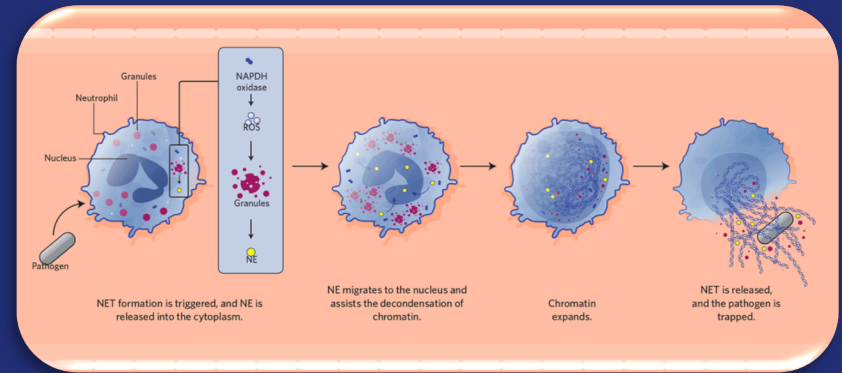 Granules
Neutrophil
Nucleus
Pathogen
NAPDH
oxidase
ROS
Granules
NE
NET formation is triggered, and NE is
released into the cytoplasm.
NE migrates to the nucleus and
assists the decondensation of
chromatin.
Chromatin
expands.
NET is released,
and the pathogen is
trapped.